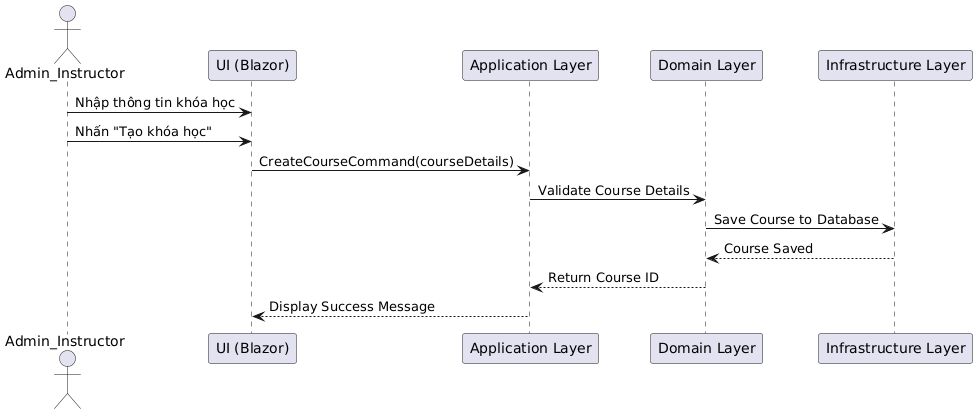 Admin_Instructor
UI (Blazor)
Application Layer
Domain Layer
Infrastructure Layer
Nhập thông tin khóa học
Nhấn "Tạo khóa học"
CreateCourseCommand(courseDetails)
Validate Course Details
Save Course to Database
Course Saved
Return Course ID
Display Success Message
Admin_Instructor
UI (Blazor)
Application Layer
Domain Layer
Infrastructure Layer